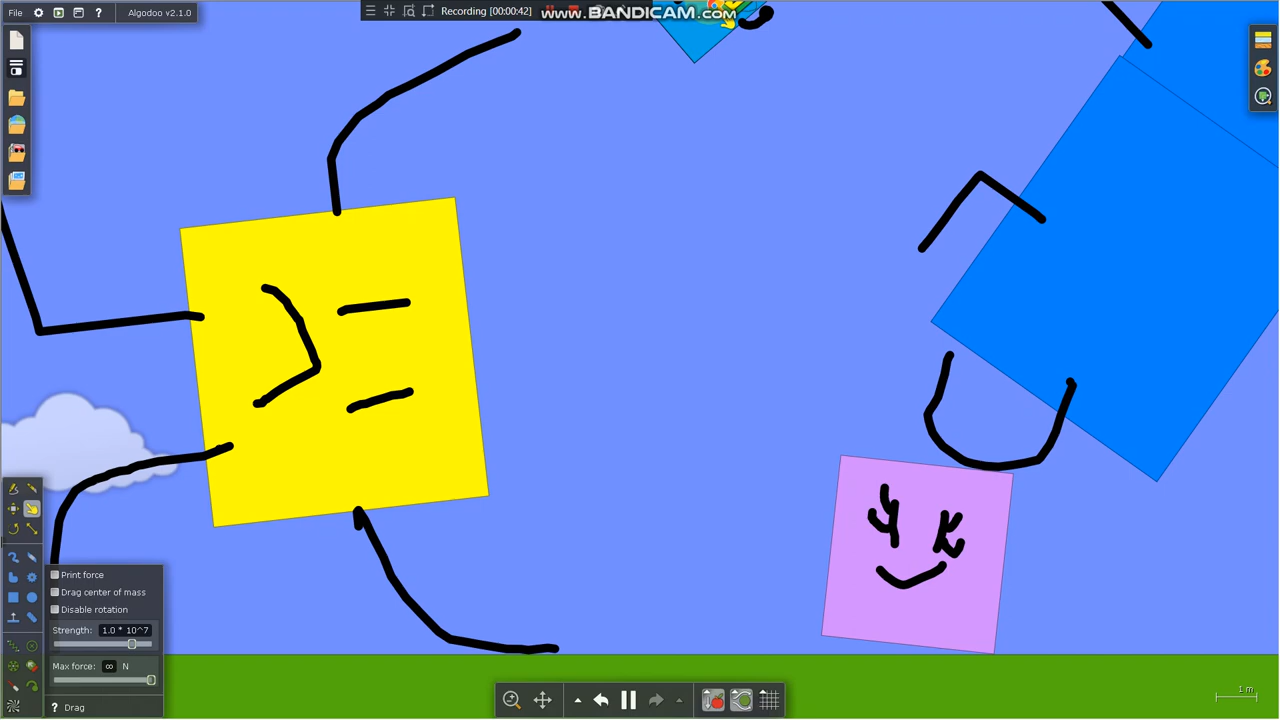 File ? Algodoo v2.1.0
Recording [00:00:42]
www.BANDICAM.com
Print force
Drag center of mass
Disable rotation
Strength: 1.0 * 10^7
Max force: ∞ N
? Drag
1 m